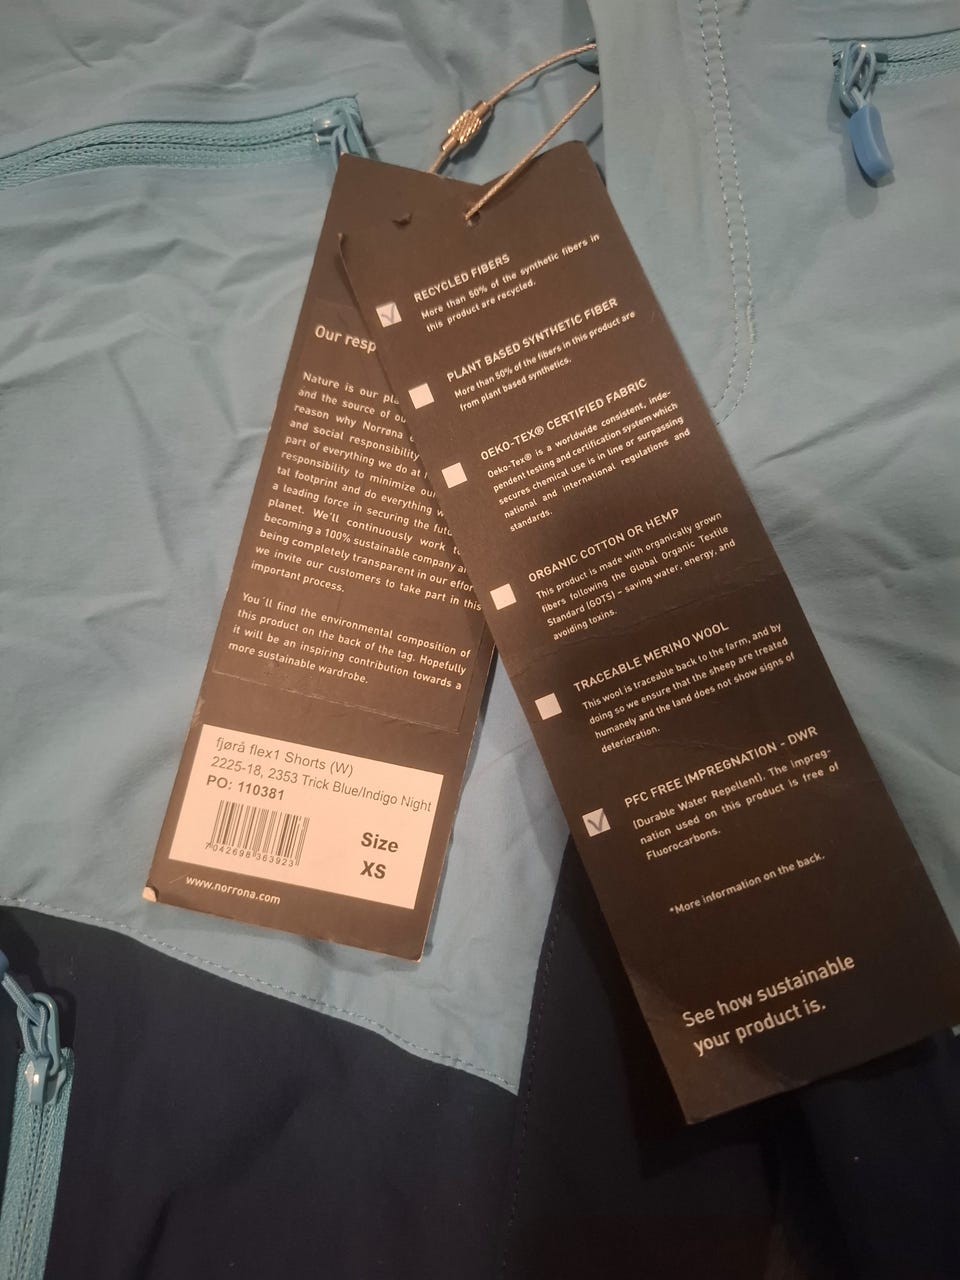 Our resp
Nature is our pla
and the source of ou
reason why Norrøna
and social responsibility
part of everything we do at
responsibility to minimize our
tal footprint and do everything
a leading force in securing the
planet. We'll continuously work
becoming a 100% sustainable company
being completely transparent in our effor
we invite our customers to take part in this
important process.
You´ll find the environmental composition of
this product on the back of the tag. Hopefully
it will be an inspiring contribution towards a
more sustainable wardrobe.
fjørå flex1 Shorts (W)
2225-18, 2353 Trick Blue/Indigo Night
PO: 110381
7 042698 363923
Size
XS
www.norrona.com
RECYCLED FIBERS
More than 50% of the synthetic fibers in
this product are recycled.
PLANT BASED SYNTHETIC FIBER
More than 50% of the fibers in this product are
from plant based synthetics.
OEKO-TEX® CERTIFIED FABRIC
Oeko-Tex® is a worldwide consistent, inde-
pendent testing and certification system which
secures chemical use is in line or surpassing
national and international regulations and
standards.
ORGANIC COTTON OR HEMP
This product is made with organically grown
fibers following the Global Organic Textile
Standard (GOTS) – saving water, energy, and
avoiding toxins.
TRACEABLE MERINO WOOL
This wool is traceable back to the farm, and by
doing so we ensure that the sheep are treated
humanely and the land does not show signs of
deterioration.
PFC FREE IMPREGNATION - DWR
(Durable Water Repellent). The impreg-
nation used on this product is free of
Fluorocarbons.
*More information on the back.
See how sustainable
your product is.